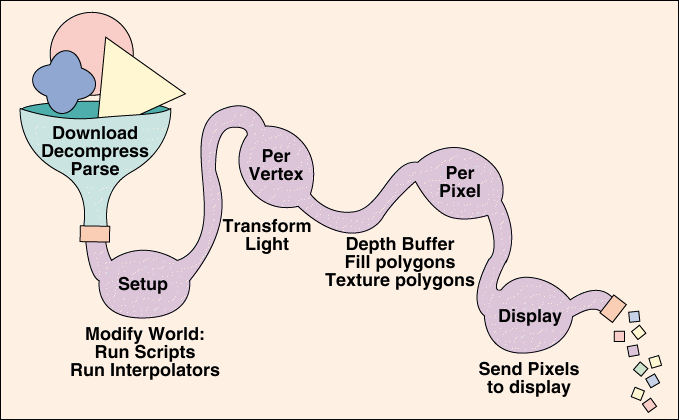 Download
Decompress
Parse
Per
Vertex
Per
Pixel
Transform
Light
Depth Buffer
Fill polygons
Texture polygons
Setup
Display
Modify World:
Run Scripts
Run Interpolators
Send Pixels
to display